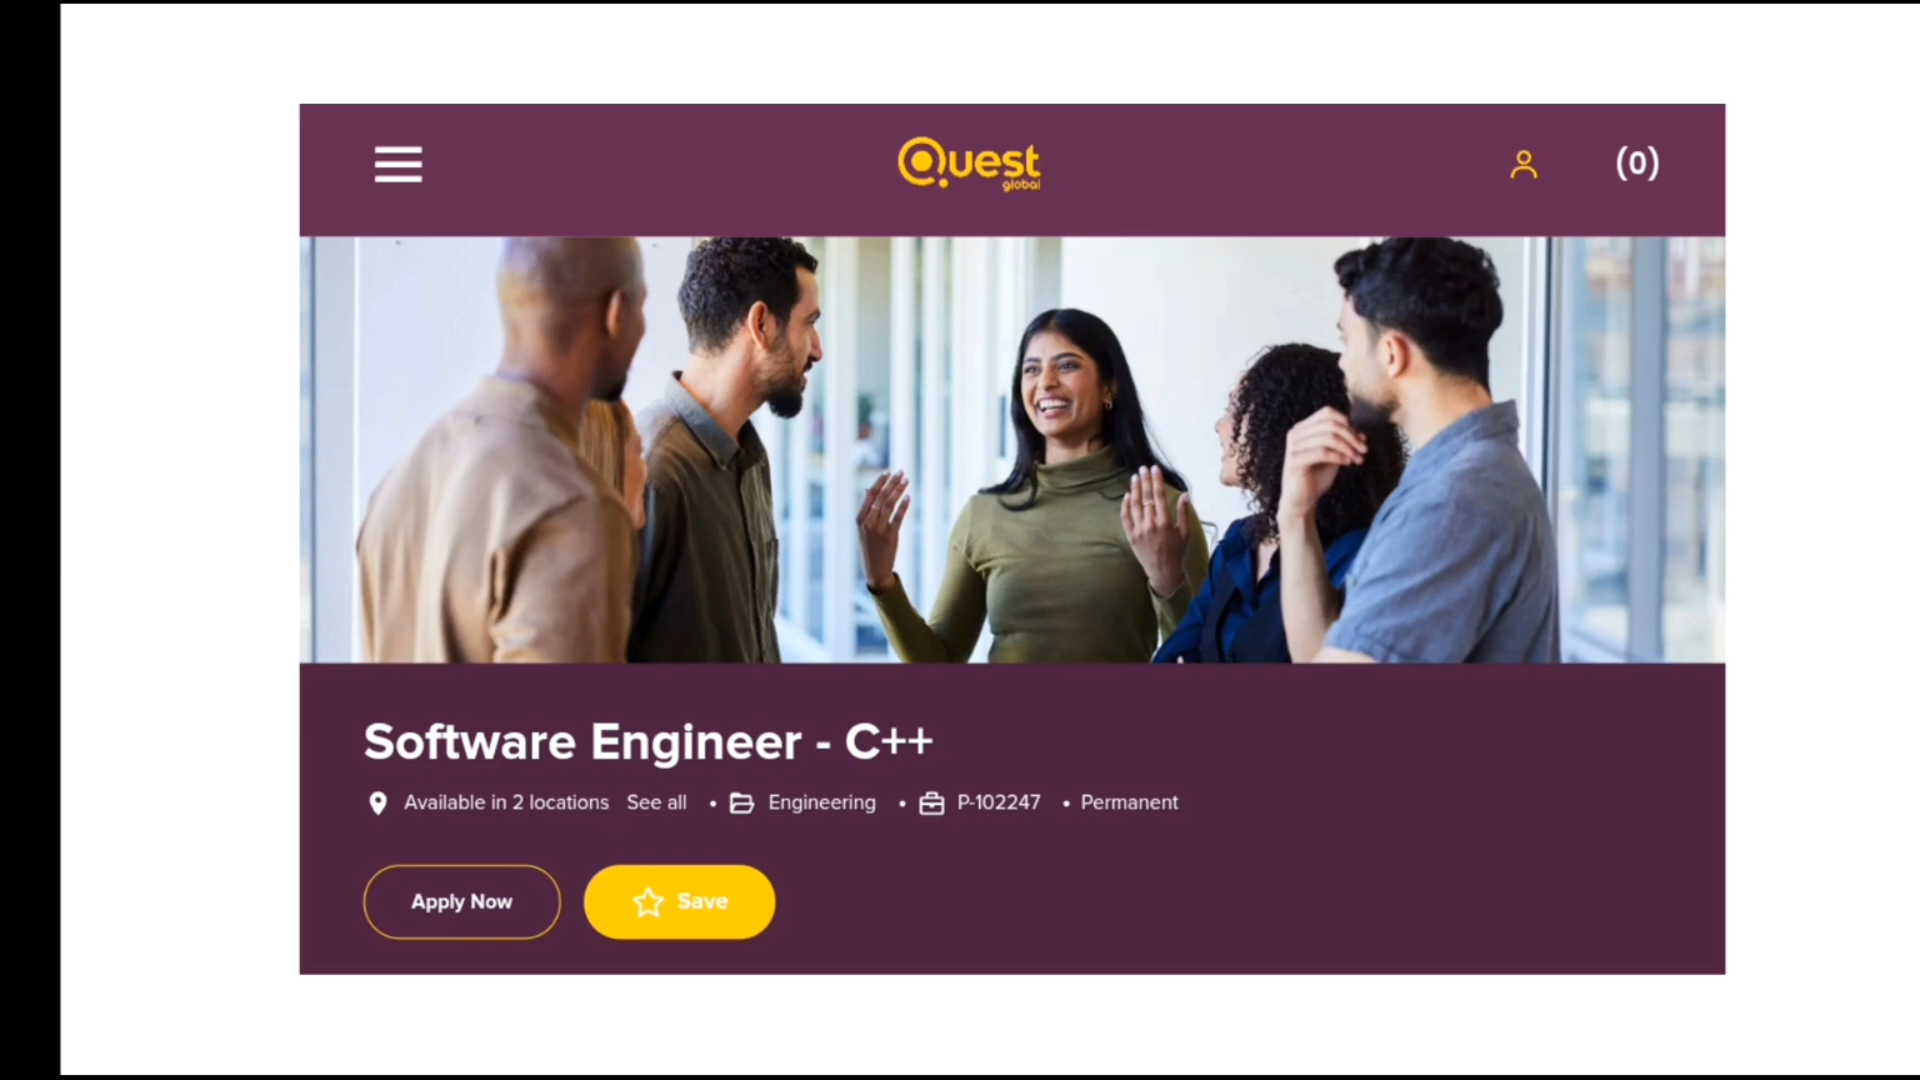 Quest
global
(0)
Software Engineer - C++
Available in 2 locations See all • Engineering • P-102247 • Permanent
Apply Now
Save